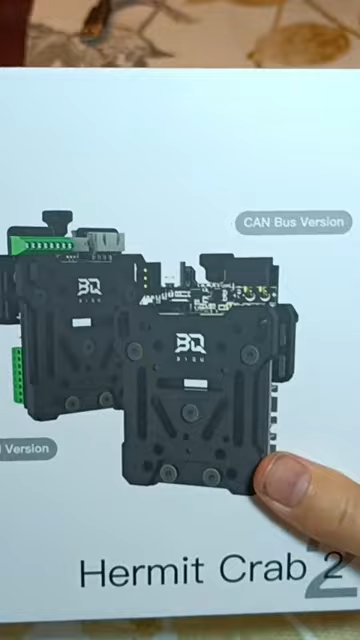 CAN Bus Version
BQ
BIQU
BQ
BIQU
Version
Hermit Crab 2